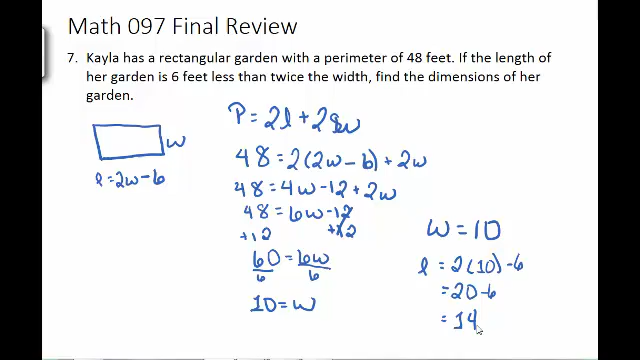 Math 097 Final Review
7. Kayla has a rectangular garden with a perimeter of 48 feet. If the length of
her garden is 6 feet less than twice the width, find the dimensions of her
garden.
P = 2l + 2w
w
l = 2w - 6
48 = 2(2w - 6) + 2w
48 = 4w - 12 + 2w
48 = 6w - 12
+12 +12
60 = 6w
6 6
10 = w
w = 10
l = 2(10) - 6
= 20 - 6
= 14